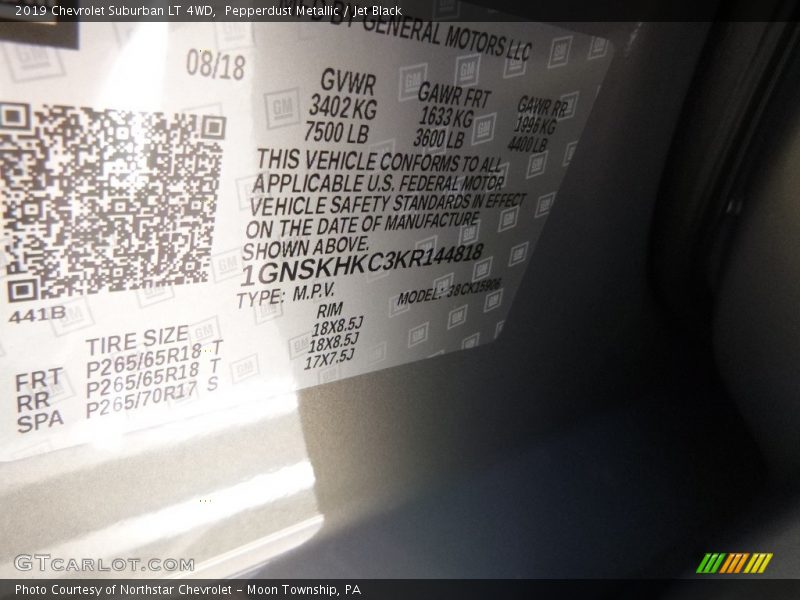 2019 Chevrolet Suburban LT 4WD, Pepperdust Metallic / Jet Black
MFD BY GENERAL MOTORS LLC
08/18
GVWR
3402 KG
7500 LB
GAWR FRT
1633 KG
3600 LB
GAWR RR
1996 KG
4400 LB
THIS VEHICLE CONFORMS TO ALL
APPLICABLE U.S. FEDERAL MOTOR
VEHICLE SAFETY STANDARDS IN EFFECT
ON THE DATE OF MANUFACTURE
SHOWN ABOVE.
1GNSKHKC3KR144818
TYPE: M.P.V.
MODEL: 38CK15906
441B
TIRE SIZE
RIM
FRT P265/65R18 T 18X8.5J
RR P265/65R18 T 18X8.5J
SPA P265/70R17 S 17X7.5J
GTCARLOT.COM
Photo Courtesy of Northstar Chevrolet - Moon Township, PA